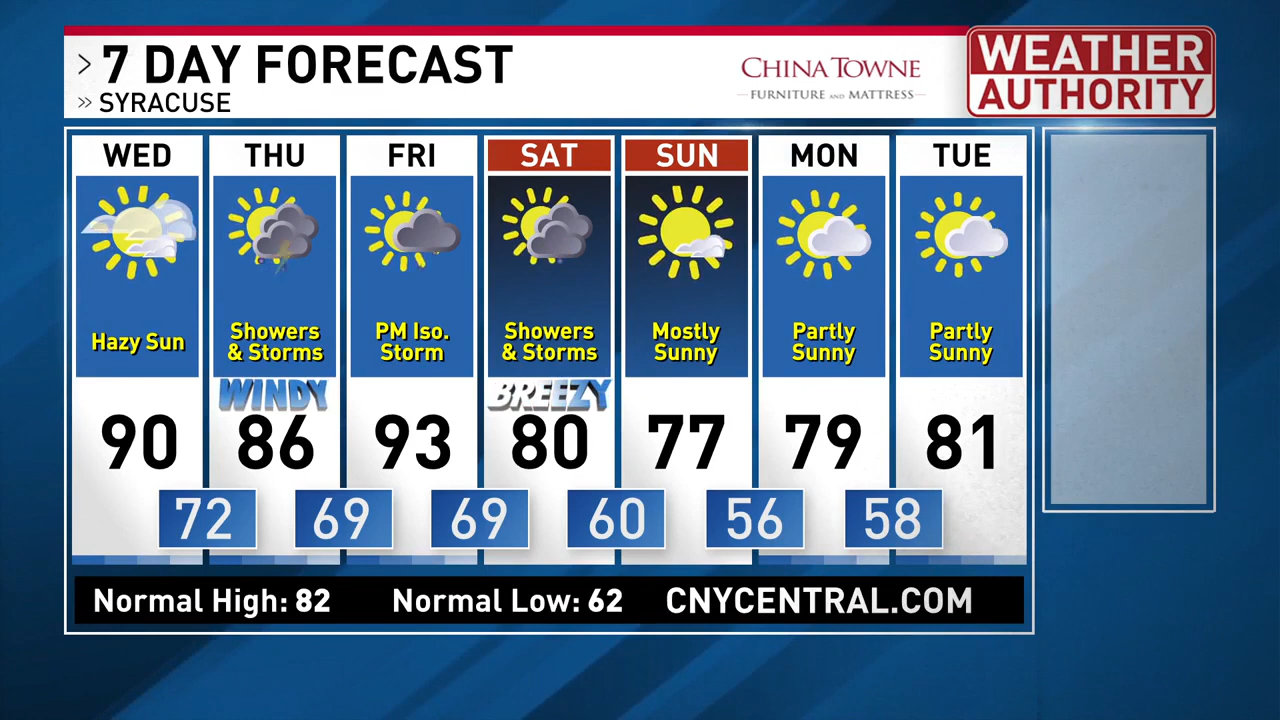 > 7 DAY FORECAST
» SYRACUSE
CHINA TOWNE
FURNITURE AND MATTRESS
WEATHER
AUTHORITY
WED THU FRI SAT SUN MON TUE
Hazy Sun
Showers
& Storms
PM Iso.
Storm
Showers
& Storms
Mostly
Sunny
Partly
Sunny
Partly
Sunny
WINDY BREEZY
90 86 93 80 77 79 81
72 69 69 60 56 58
Normal High: 82 Normal Low: 62 CNYCENTRAL.COM